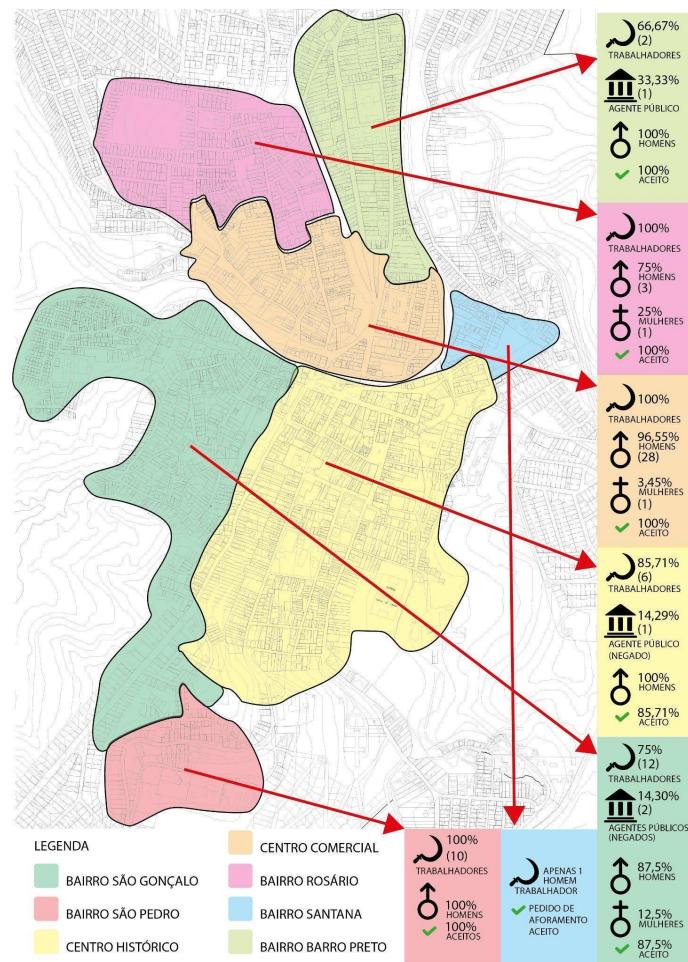 66,67%
(2)
TRABALHADORES
33,33%
(1)
AGENTE PÚBLICO
100%
HOMENS
100%
ACEITO
100%
TRABALHADORES
75%
HOMENS
(3)
25%
MULHERES
(1)
100%
ACEITO
100%
TRABALHADORES
96,55%
HOMENS
(28)
3,45%
MULHERES
(1)
100%
ACEITO
85,71%
(6)
TRABALHADORES
14,29%
(1)
AGENTE PÚBLICO
(NEGADO)
100%
HOMENS
85,71%
ACEITO
75%
(12)
TRABALHADORES
14,30%
(2)
AGENTES PÚBLICOS
(NEGADOS)
87,5%
HOMENS
12,5%
MULHERES
87,5%
ACEITO
100%
(10)
TRABALHADORES
100%
HOMENS
100%
ACEITOS
APENAS 1
HOMEM
TRABALHADOR
PEDIDO DE
AFORAMENTO
ACEITO
LEGENDA
BAIRRO SÃO GONÇALO
BAIRRO SÃO PEDRO
CENTRO HISTÓRICO
CENTRO COMERCIAL
BAIRRO ROSÁRIO
BAIRRO SANTANA
BAIRRO BARRO PRETO